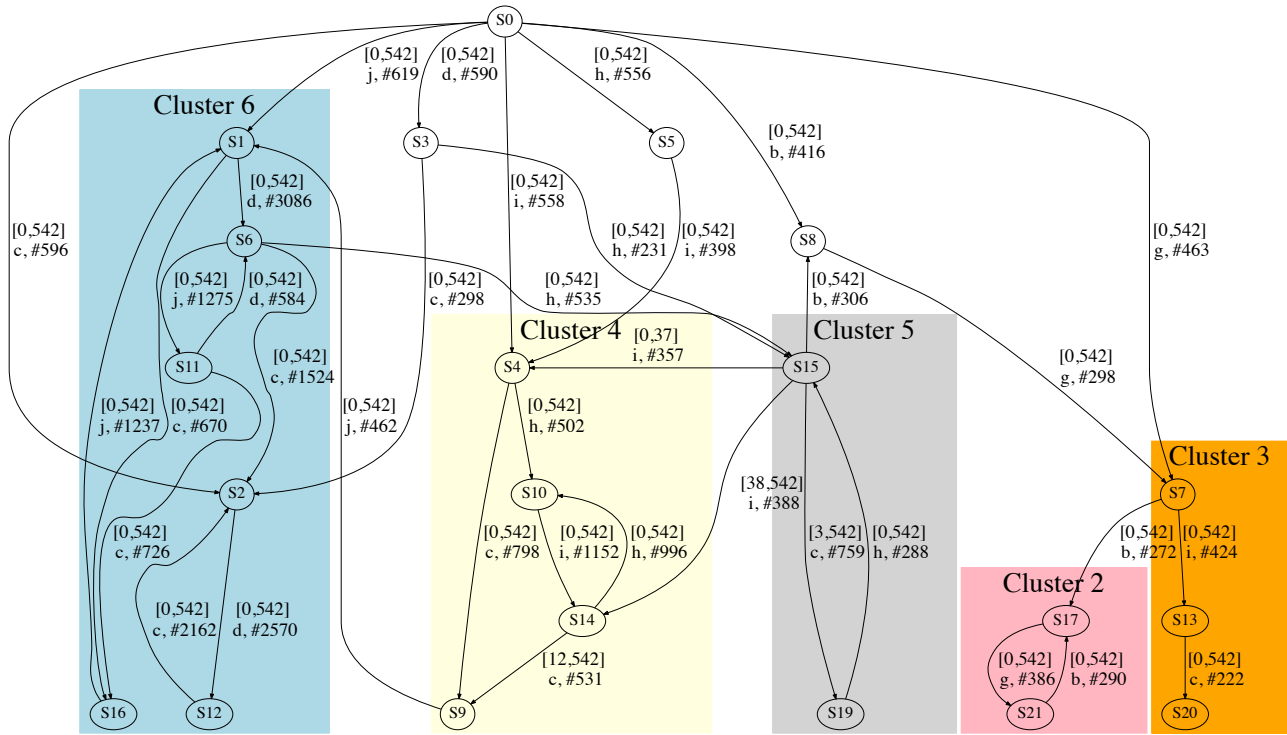 S0
[0,542]
j, #619
[0,542]
d, #590
[0,542]
h, #556
Cluster 6
S1
S3
S5
[0,542]
b, #416
[0,542]
d, #3086
[0,542]
i, #558
[0,542]
c, #596
S6
[0,542]
h, #231
[0,542]
i, #398
S8
[0,542]
g, #463
[0,542]
j, #1275
[0,542]
d, #584
[0,542]
c, #298
[0,542]
h, #535
[0,542]
b, #306
Cluster 4
Cluster 5
[0,37]
i, #357
S11
[0,542]
c, #1524
S4
S15
[0,542]
g, #298
[0,542]
j, #1237
[0,542]
c, #670
[0,542]
j, #462
[0,542]
h, #502
Cluster 3
S2
S10
[38,542]
i, #388
S7
[0,542]
c, #726
[0,542]
c, #798
[0,542]
i, #1152
[0,542]
h, #996
[3,542]
c, #759
[0,542]
h, #288
[0,542]
b, #272
[0,542]
i, #424
Cluster 2
[0,542]
c, #2162
[0,542]
d, #2570
S14
S17
S13
[12,542]
c, #531
[0,542]
g, #386
[0,542]
b, #290
[0,542]
c, #222
S16
S12
S9
S19
S21
S20